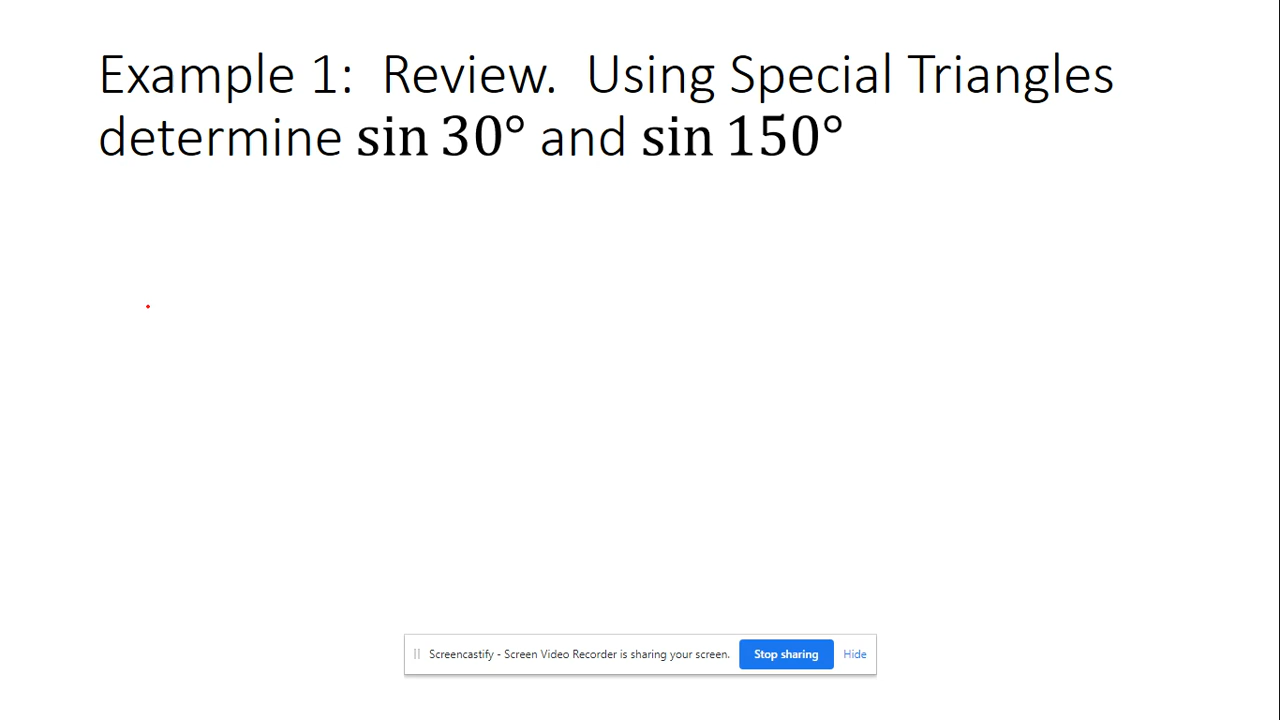 Example 1:  Review.  Using Special Triangles
determine sin 30° and sin 150°
Screencastify - Screen Video Recorder is sharing your screen. Stop sharing Hide